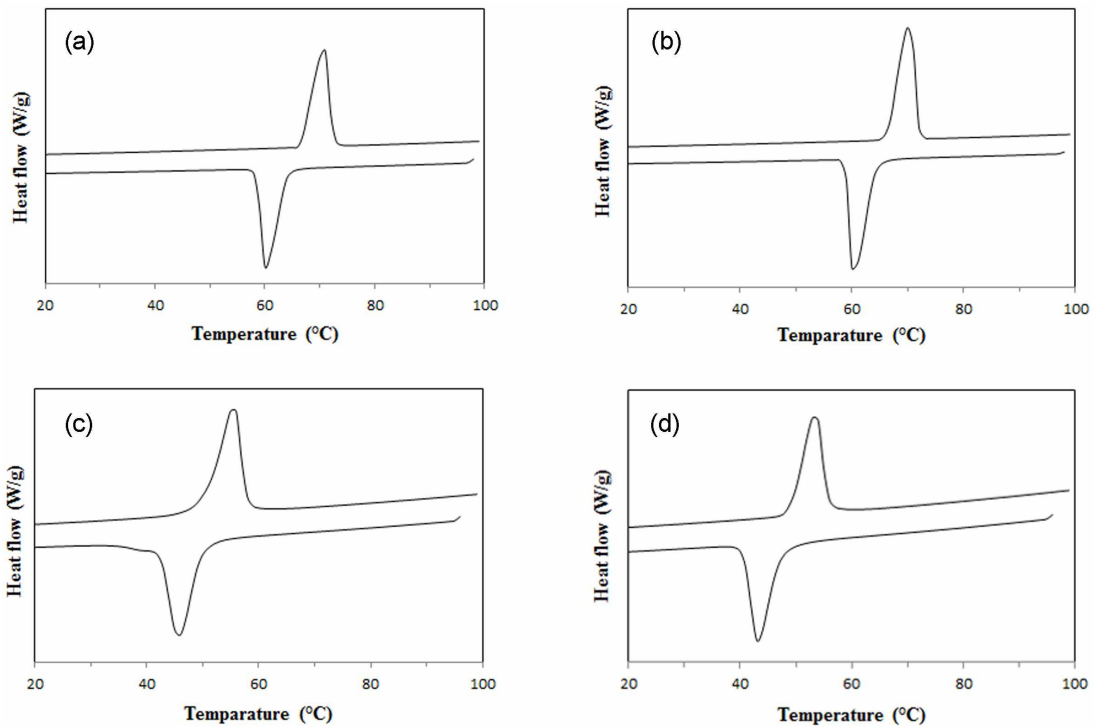 (a)
Heat flow (W/g)
20 40 60 80 100
Temperature (°C)
(b)
Heat flow (W/g)
20 40 60 80 100
Temparature (°C)
(c)
Heat flow (W/g)
20 40 60 80 100
Temparature (°C)
(d)
Heat flow (W/g)
20 40 60 80 100
Temparature (°C)